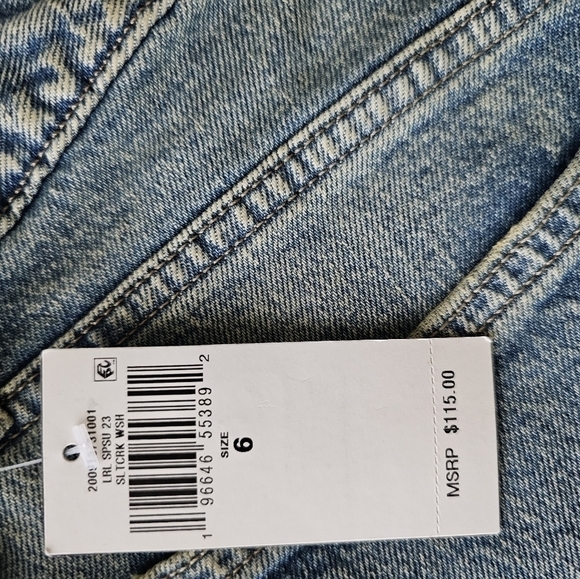 LRL SPSU 23
SLTCRK WSH
1 96646 55389 2
SIZE
6
MSRP $115.00